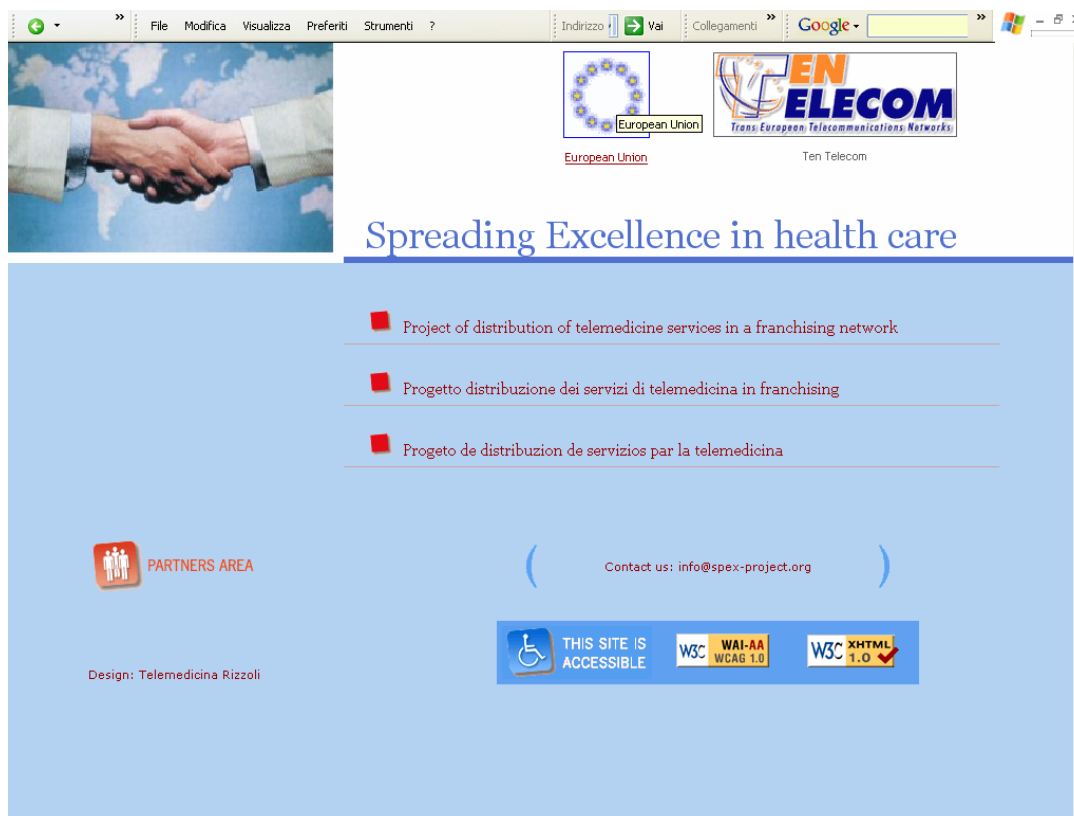 » File Modifica Visualizza Preferiti Strumenti ? Indirizzo Vai Collegamenti » Google »
TEN
TELECOM
Trans European Telecommunications Networks
European Union
European Union
Ten Telecom
Spreading Excellence in health care
Project of distribution of telemedicine services in a franchising network
Progetto distribuzione dei servizi di telemedicina in franchising
Progeto de distribuzion de servizios par la telemedicina
PARTNERS AREA
( Contact us: info@spex-project.org )
THIS SITE IS
ACCESSIBLE
W3C WAI-AA
WCAG 1.0
W3C XHTML
1.0
Design: Telemedicina Rizzoli